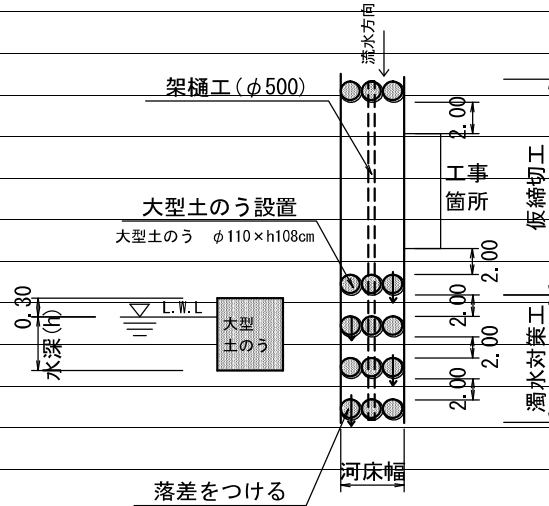 流水方向
架樋工(φ500)
2.00
工事
箇所
仮締切工
大型土のう設置
大型土のう φ110×h108cm
2.00
0.30
L.W.L
水深(h)
大型
土のう
2.00
2.00
2.00
濁水対策工
河床幅
落差をつける